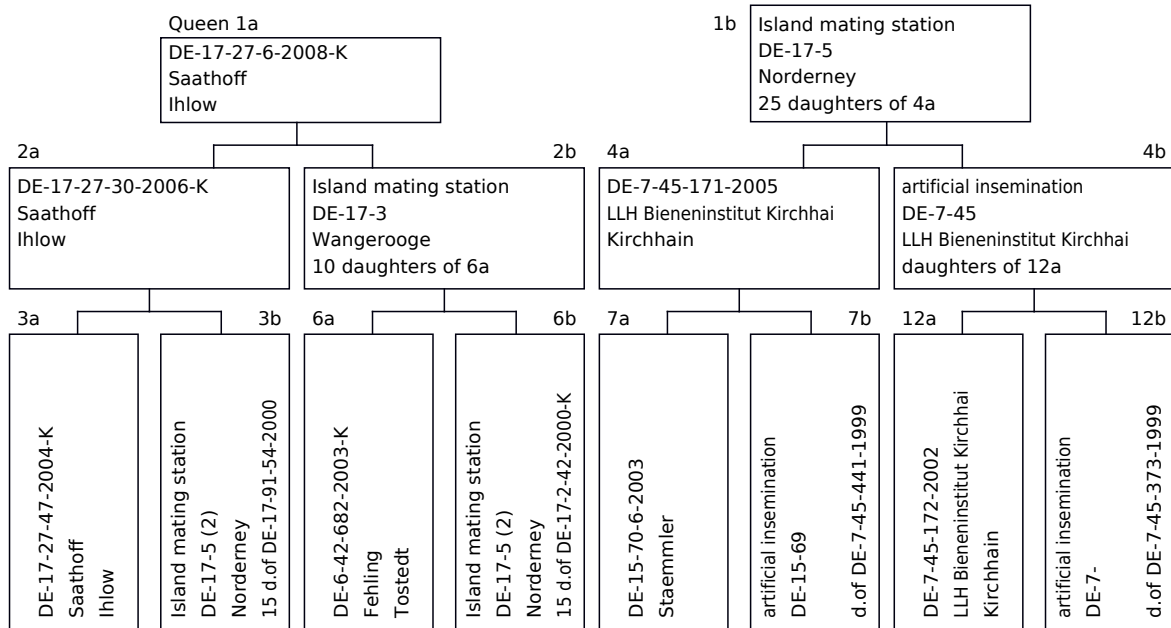 Queen 1a
DE-17-27-6-2008-K
Saathoff
Ihlow
1b
Island mating station
DE-17-5
Norderney
25 daughters of 4a
2a
DE-17-27-30-2006-K
Saathoff
Ihlow
2b
Island mating station
DE-17-3
Wangerooge
10 daughters of 6a
4a
DE-7-45-171-2005
LLH Bieneninstitut Kirchhai
Kirchhain
4b
artificial insemination
DE-7-45
LLH Bieneninstitut Kirchhai
daughters of 12a
3a
DE-17-27-47-2004-K
Saathoff
Ihlow
3b
Island mating station
DE-17-5 (2)
Norderney
15 d.of DE-17-91-54-2000
6a
DE-6-42-682-2003-K
Fehling
Tostedt
6b
Island mating station
DE-17-5 (2)
Norderney
15 d.of DE-17-2-42-2000-K
7a
DE-15-70-6-2003
Staemmler
7b
artificial insemination
DE-15-69
d.of DE-7-45-441-1999
12a
DE-7-45-172-2002
LLH Bieneninstitut Kirchhai
Kirchhain
12b
artificial insemination
DE-7-
d.of DE-7-45-373-1999